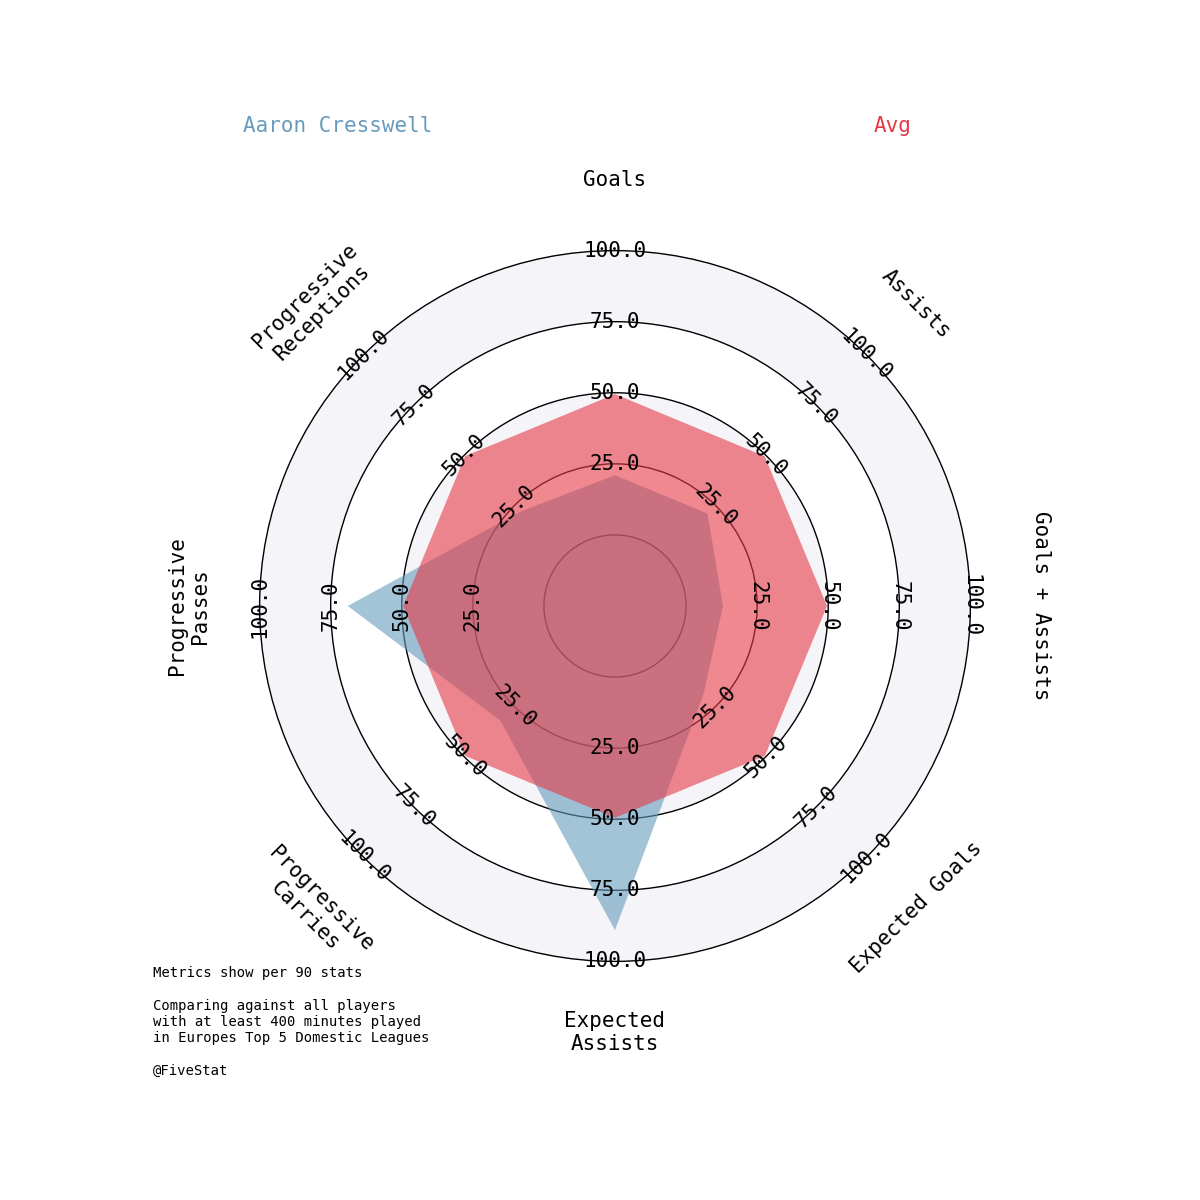 Aaron Cresswell
Avg
Goals
Progressive
Receptions
Assists
100.0
100.0
100.0
75.0
75.0
75.0
50.0
50.0
50.0
25.0
25.0
25.0
Progressive
Passes
100.0
75.0
50.0
25.0
25.0
50.0
75.0
100.0
Goals + Assists
25.0
25.0
25.0
50.0
50.0
50.0
75.0
75.0
75.0
100.0
100.0
100.0
Progressive
Carries
Expected Goals
Expected
Assists
Metrics show per 90 stats
Comparing against all players
with at least 400 minutes played
in Europes Top 5 Domestic Leagues
@FiveStat